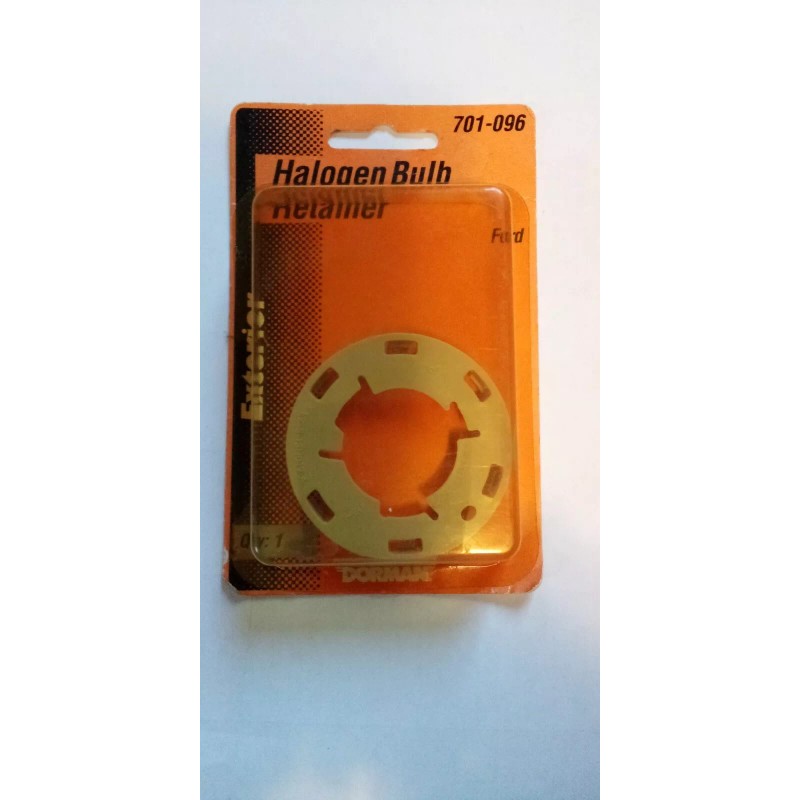 701-096
Halogen Bulb
Retainer
Ford
Exterior
Qty: 1
DORMAN